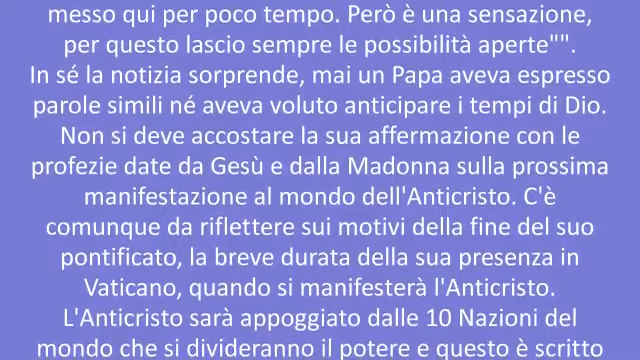 messo qui per poco tempo. Però è una sensazione,
per questo lascio sempre le possibilità aperte"".
In sé la notizia sorprende, mai un Papa aveva espresso
parole simili né aveva voluto anticipare i tempi di Dio.
Non si deve accostare la sua affermazione con le
profezie date da Gesù e dalla Madonna sulla prossima
manifestazione al mondo dell'Anticristo. C'è
comunque da riflettere sui motivi della fine del suo
pontificato, la breve durata della sua presenza in
Vaticano, quando si manifesterà l'Anticristo.
L'Anticristo sarà appoggiato dalle 10 Nazioni del
mondo che si divideranno il potere e questo è scritto